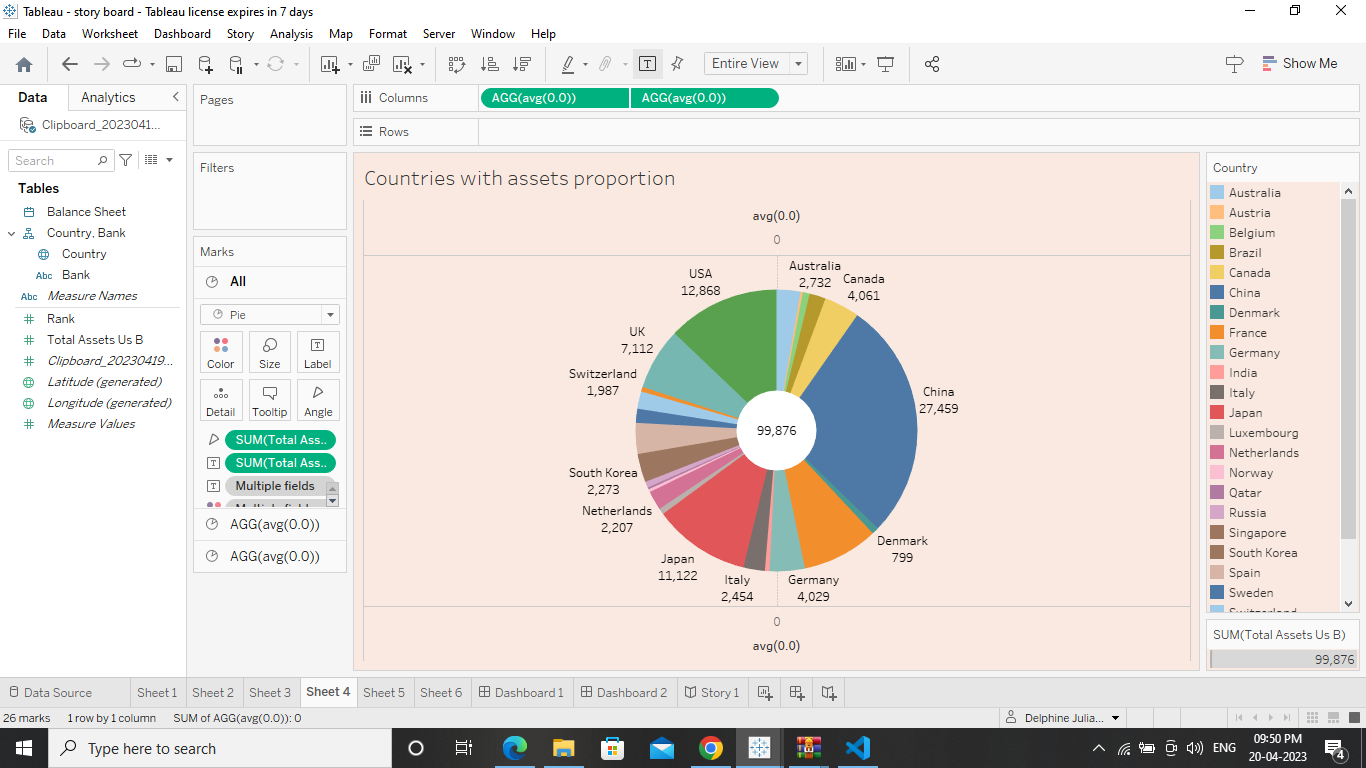 Tableau - story board - Tableau license expires in 7 days
File Data Worksheet Dashboard Story Analysis Map Format Server Window Help
Entire View
Show Me
Data Analytics
Clipboard_2023041...
Search
Tables
Balance Sheet
Country, Bank
Country
Abc Bank
Abc Measure Names
Rank
Total Assets Us B
Clipboard_20230419...
Latitude (generated)
Longitude (generated)
Measure Values
Pages
Filters
Marks
All
Pie
Color Size Label
Detail Tooltip Angle
SUM(Total Ass..
SUM(Total Ass..
Multiple fields
AGG(avg(0.0))
AGG(avg(0.0))
Columns AGG(avg(0.0)) AGG(avg(0.0))
Rows
Countries with assets proportion
avg(0.0)
0
Australia
2,732
Canada
4,061
USA
12,868
UK
7,112
Switzerland
1,987
China
27,459
99,876
South Korea
2,273
Netherlands
2,207
Denmark
799
Japan
11,122
Italy
2,454
Germany
4,029
0
avg(0.0)
Country
Australia
Austria
Belgium
Brazil
Canada
China
Denmark
France
Germany
India
Italy
Japan
Luxembourg
Netherlands
Norway
Qatar
Russia
Singapore
South Korea
Spain
Sweden
Switzerland
SUM(Total Assets Us B)
99,876
Data Source Sheet 1 Sheet 2 Sheet 3 Sheet 4 Sheet 5 Sheet 6 Dashboard 1 Dashboard 2 Story 1
26 marks 1 row by 1 column SUM of AGG(avg(0.0)): 0 Delphine Julia...
Type here to search
ENG
09:50 PM
20-04-2023
4